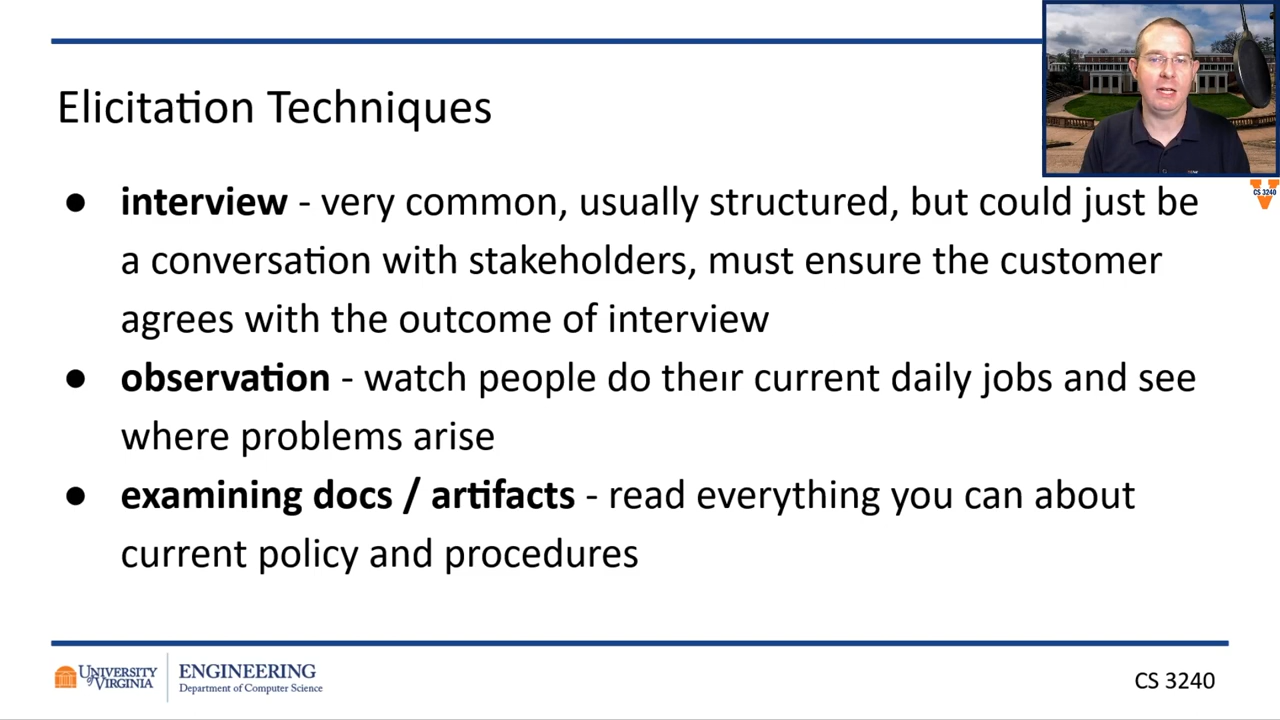 Elicitation Techniques
CS 3240
● interview - very common, usually structured, but could just be
a conversation with stakeholders, must ensure the customer
agrees with the outcome of interview
● observation - watch people do their current daily jobs and see
where problems arise
● examining docs / artifacts - read everything you can about
current policy and procedures
UNIVERSITY
of VIRGINIA
ENGINEERING
Department of Computer Science
CS 3240